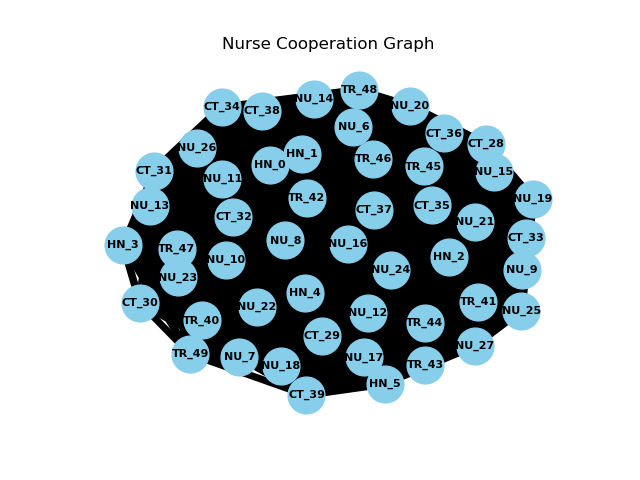 Nurse Cooperation Graph
TR_48
NU_14
NU_20
CT_34
CT_38
NU_6
CT_36
CT_28
NU_26
HN_1
TR_46
HN_0
TR_45
CT_31
NU_15
NU_11
TR_42
NU_19
NU_13
CT_35
CT_37
CT_32
NU_21
CT_33
NU_8
NU_16
HN_3
TR_47
HN_2
NU_10
NU_24
NU_9
NU_23
HN_4
TR_41
CT_30
NU_22
NU_25
NU_12
TR_40
TR_44
CT_29
NU_27
TR_49
NU_7
NU_17
NU_18
TR_43
HN_5
CT_39